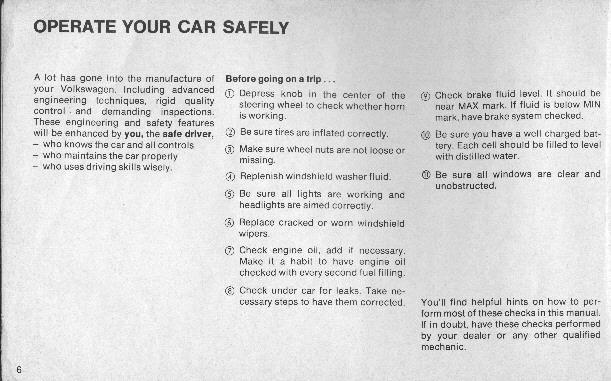 OPERATE YOUR CAR SAFELY
A lot has gone into the manufacture of
your Volkswagen. Including advanced
engineering techniques, rigid quality
control and demanding inspections.
These engineering and safety features
will be enhanced by you, the safe driver,
– who knows the car and all controls
– who maintains the car properly
– who uses driving skills wisely.
Before going on a trip . . .
① Depress knob in the center of the
steering wheel to check whether horn
is working.
② Be sure tires are inflated correctly.
③ Make sure wheel nuts are not loose or
missing.
④ Replenish windshield washer fluid.
⑤ Be sure all lights are working and
headlights are aimed correctly.
⑥ Replace cracked or worn windshield
wipers.
⑦ Check engine oil, add if necessary.
Make it a habit to have engine oil
checked with every second fuel filling.
⑧ Check under car for leaks. Take ne-
cessary steps to have them corrected.
⑨ Check brake fluid level. It should be
near MAX mark. If fluid is below MIN
mark, have brake system checked.
⑩ Be sure you have a well charged bat-
tery. Each cell should be filled to level
with distilled water.
⑪ Be sure all windows are clear and
unobstructed.
You'll find helpful hints on how to per-
form most of these checks in this manual.
If in doubt, have these checks performed
by your dealer or any other qualified
mechanic.
6